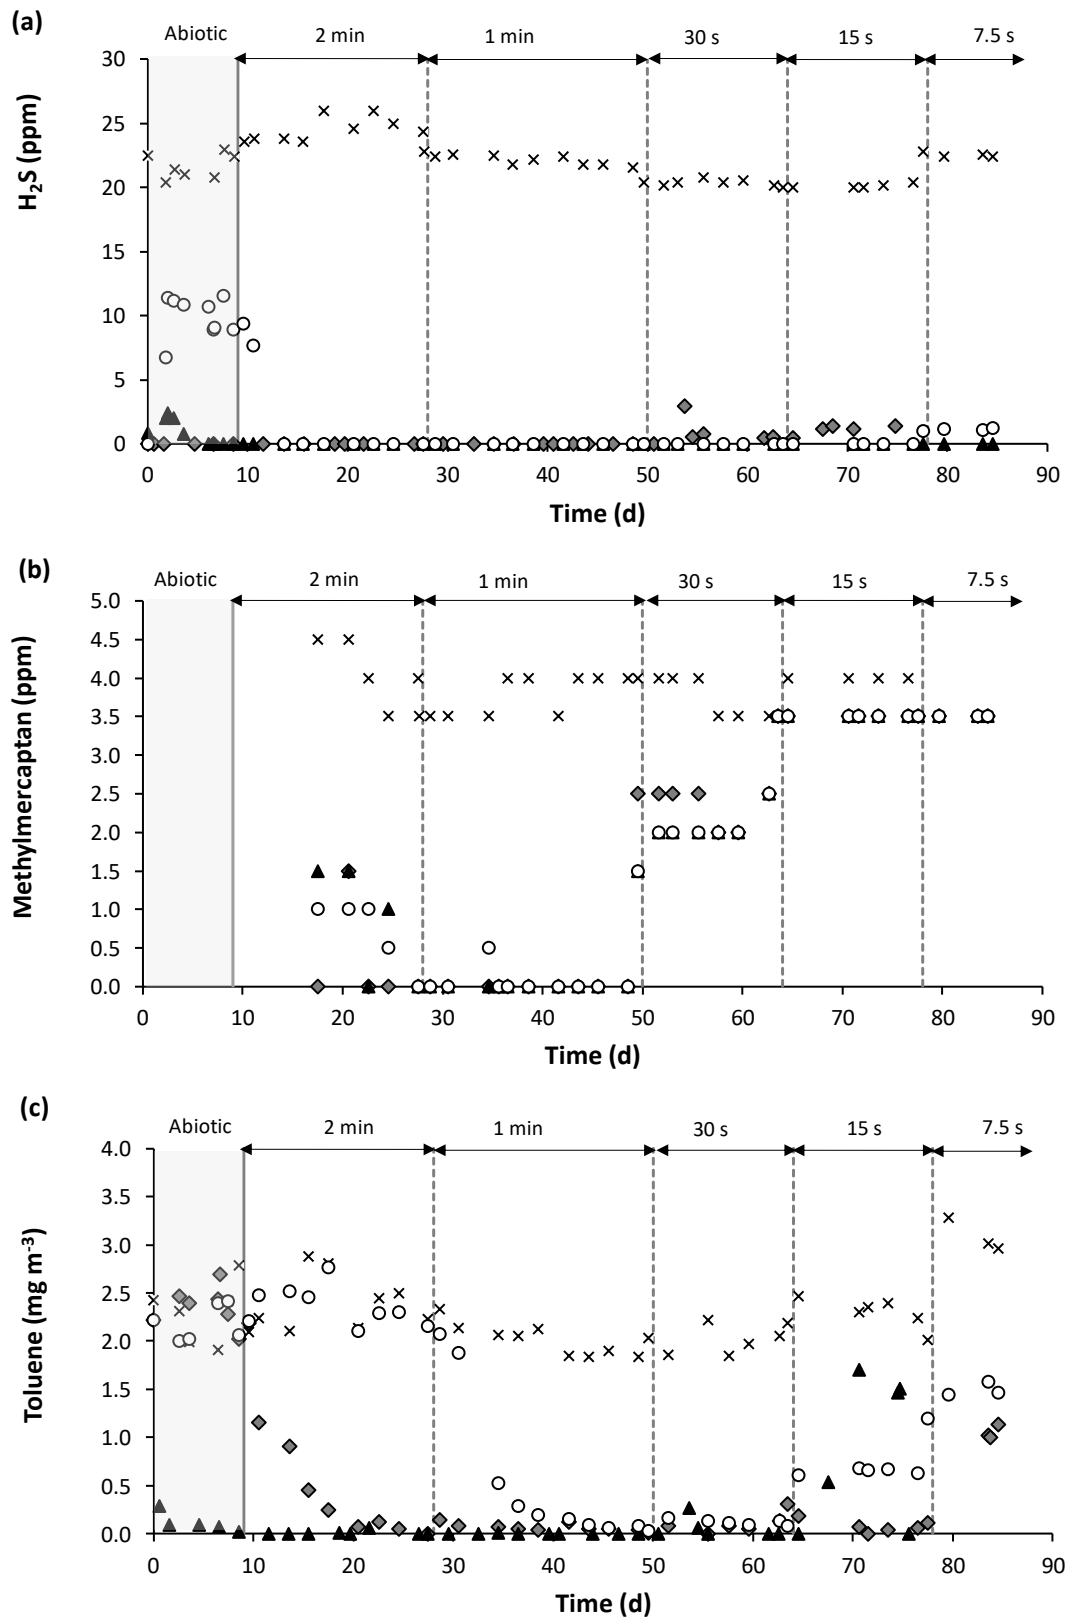 (a)
Abiotic 2 min 1 min 30 s 15 s 7.5 s
30
25
20
15
10
5
0
H₂S (ppm)
0 10 20 30 40 50 60 70 80 90
Time (d)
(b)
Abiotic 2 min 1 min 30 s 15 s 7.5 s
5.0
4.5
4.0
3.5
3.0
2.5
2.0
1.5
1.0
0.5
0.0
Methylmercaptan (ppm)
0 10 20 30 40 50 60 70 80 90
Time (d)
(c)
Abiotic 2 min 1 min 30 s 15 s 7.5 s
4.0
3.5
3.0
2.5
2.0
1.5
1.0
0.5
0.0
Toluene (mg m⁻³)
0 10 20 30 40 50 60 70 80 90
Time (d)